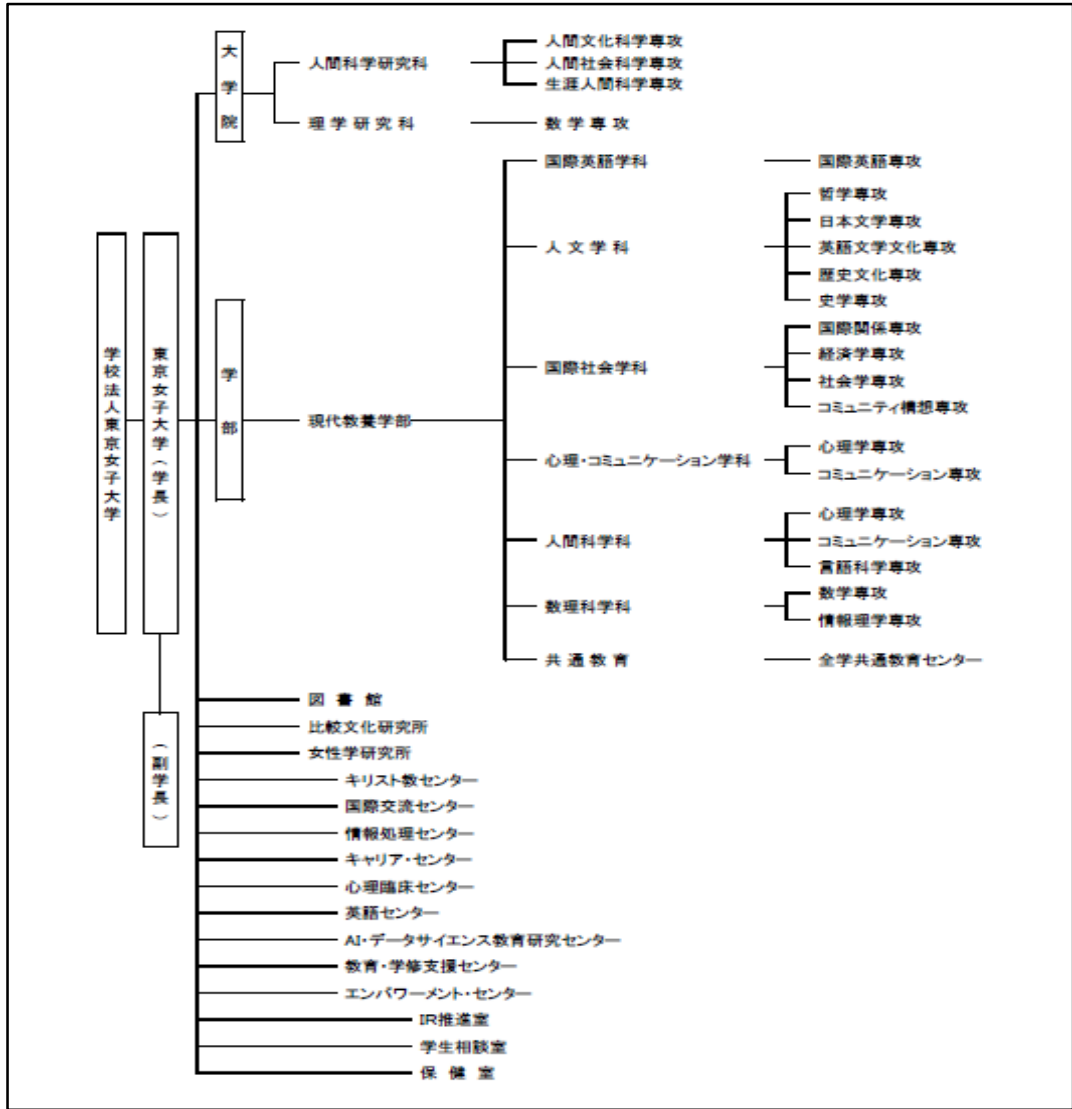 学校法人東京女子大学
東京女子大学(学長)
(副学長)
大学院
人間科学研究科
人間文化科学専攻
人間社会科学専攻
生涯人間科学専攻
理学研究科
数学専攻
学部
現代教養学部
国際英語学科
国際英語専攻
人文学科
哲学専攻
日本文学専攻
英語文学文化専攻
歴史文化専攻
史学専攻
国際社会学科
国際関係専攻
経済学専攻
社会学専攻
コミュニティ構想専攻
心理・コミュニケーション学科
心理学専攻
コミュニケーション専攻
人間科学科
心理学専攻
コミュニケーション専攻
言語科学専攻
数理科学科
数学専攻
情報理学専攻
共通教育
全学共通教育センター
図書館
比較文化研究所
女性学研究所
キリスト教センター
国際交流センター
情報処理センター
キャリア・センター
心理臨床センター
英語センター
AI・データサイエンス教育研究センター
教育・学修支援センター
エンパワーメント・センター
IR推進室
学生相談室
保健室